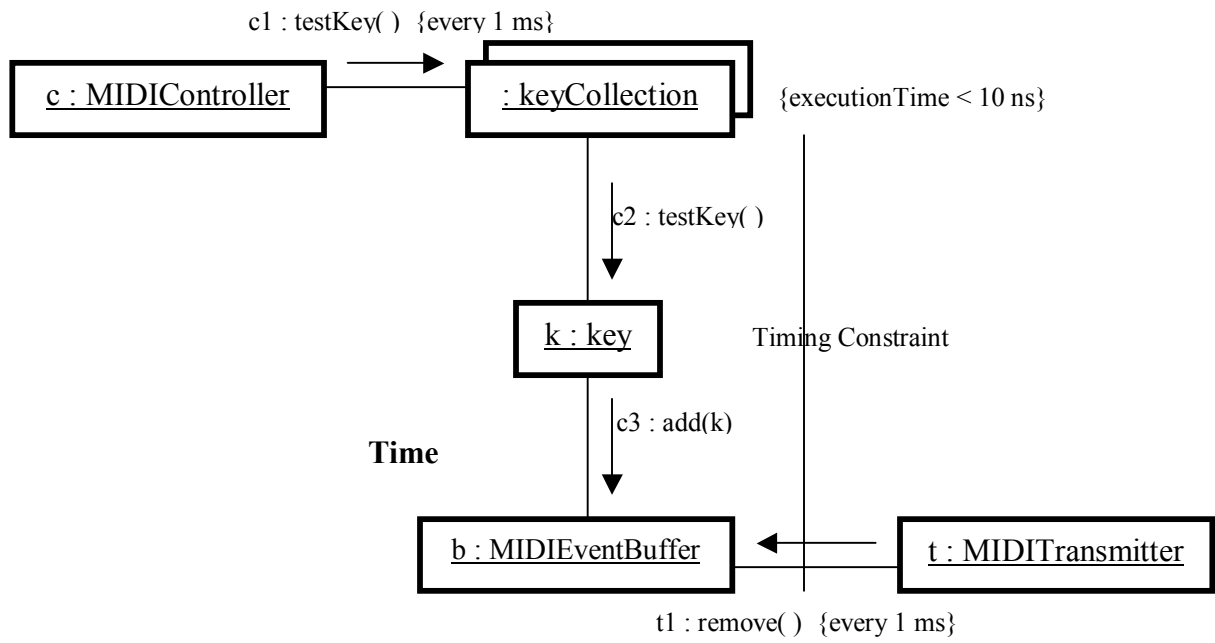 c1 : testKey( )  {every 1 ms}
c : MIDIController
: keyCollection
{executionTime < 10 ns}
c2 : testKey( )
k : key
Timing Constraint
c3 : add(k)
Time
b : MIDIEventBuffer
t : MIDITransmitter
t1 : remove( )  {every 1 ms}